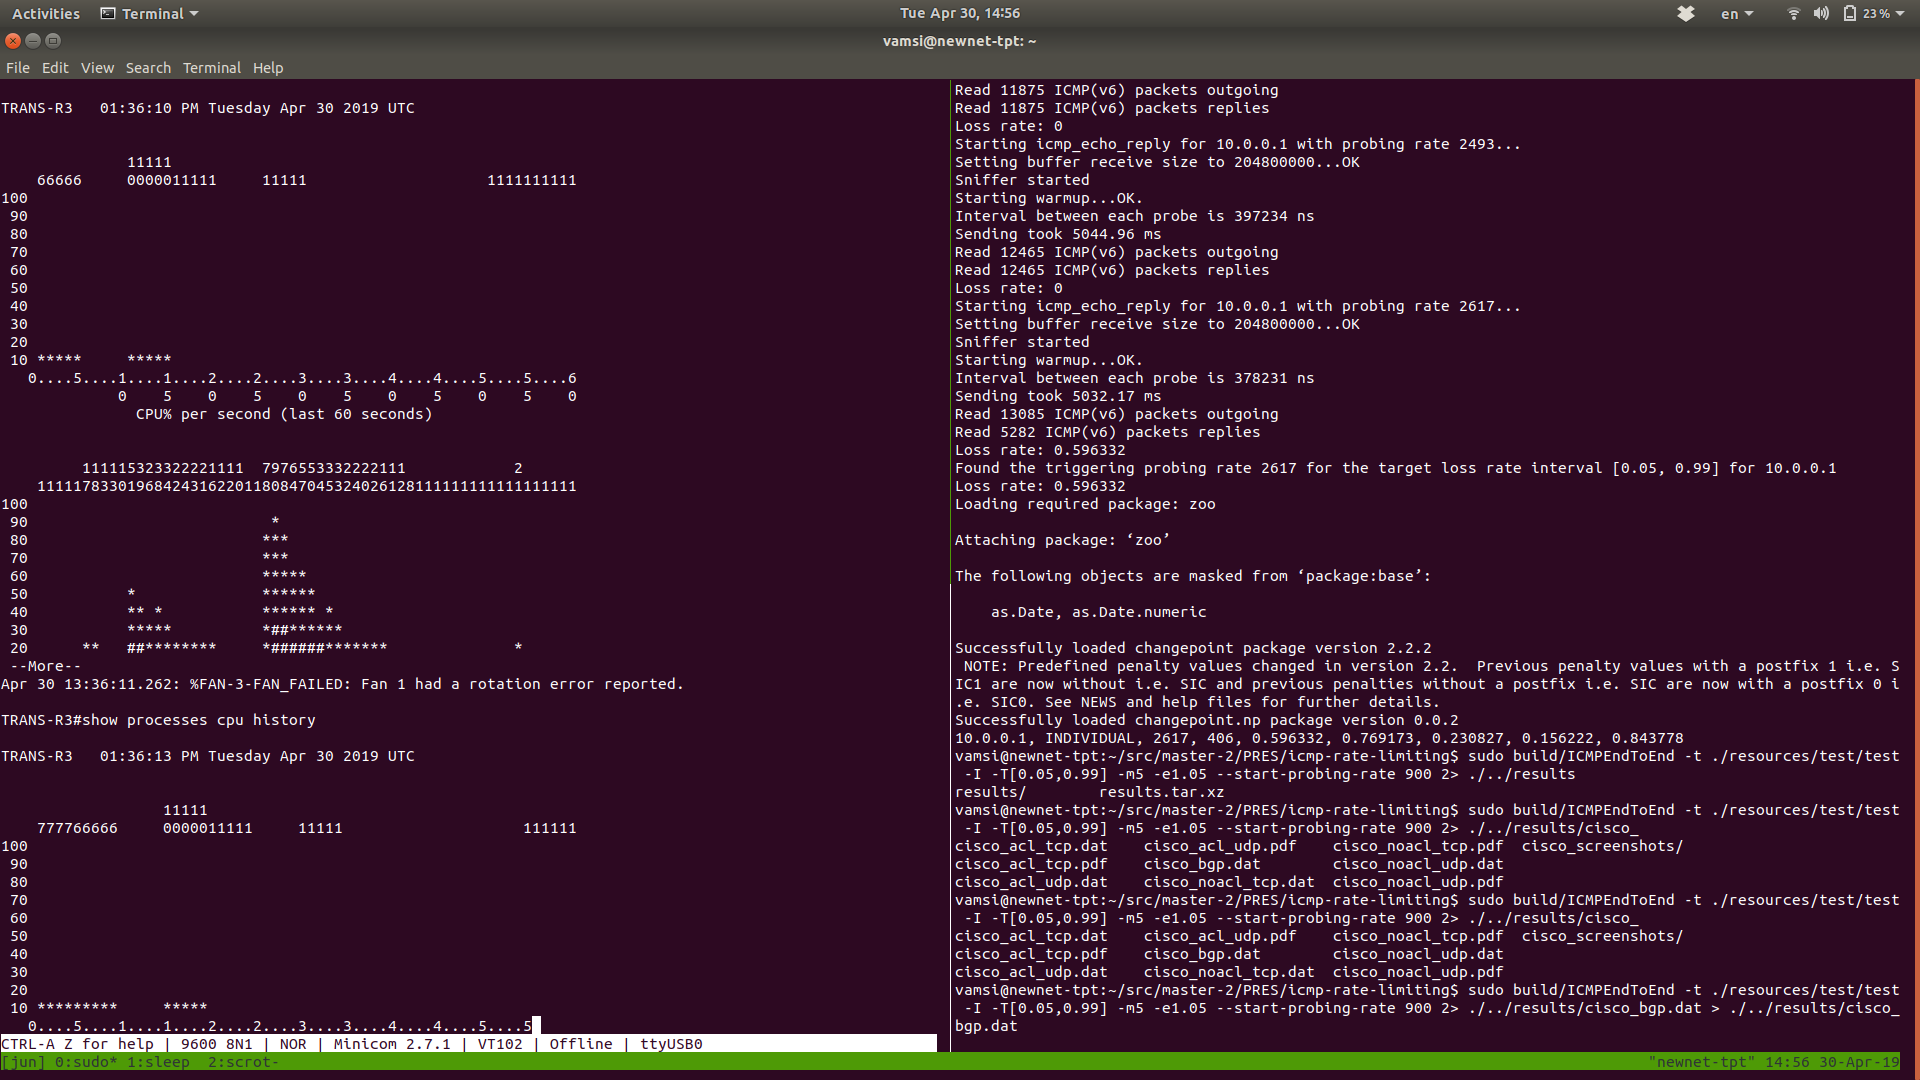 Activities Terminal Tue Apr 30, 14:56 en 23 %
vamsi@newnet-tpt: ~
File Edit View Search Terminal Help
TRANS-R3   01:36:10 PM Tuesday Apr 30 2019 UTC
              11111
    66666     0000011111     11111                    1111111111
100
 90
 80
 70
 60
 50
 40
 30
 20
 10 *****     *****
   0....5....1....1....2....2....3....3....4....4....5....5....6
             0    5    0    5    0    5    0    5    0    5    0
               CPU% per second (last 60 seconds)
         111115323322221111  7976553332222111            2
    111117833019684243162201180847045324026128111111111111111111
100
 90                           *
 80                          ***
 70                          ***
 60                          *****
 50           *              ******
 40           ** *           ****** *
 30           *****          *##******
 20      **   ##********     *######*******              *
 --More--
Apr 30 13:36:11.262: %FAN-3-FAN_FAILED: Fan 1 had a rotation error reported.
TRANS-R3#show processes cpu history
TRANS-R3   01:36:13 PM Tuesday Apr 30 2019 UTC
                  11111
    777766666     0000011111     11111                    111111
100
 90
 80
 70
 60
 50
 40
 30
 20
 10 *********     *****
   0....5....1....1....2....2....3....3....4....4....5....5
CTRL-A Z for help | 9600 8N1 | NOR | Minicom 2.7.1 | VT102 | Offline | ttyUSB0
Read 11875 ICMP(v6) packets outgoing
Read 11875 ICMP(v6) packets replies
Loss rate: 0
Starting icmp_echo_reply for 10.0.0.1 with probing rate 2493...
Setting buffer receive size to 204800000...OK
Sniffer started
Starting warmup...OK.
Interval between each probe is 397234 ns
Sending took 5044.96 ms
Read 12465 ICMP(v6) packets outgoing
Read 12465 ICMP(v6) packets replies
Loss rate: 0
Starting icmp_echo_reply for 10.0.0.1 with probing rate 2617...
Setting buffer receive size to 204800000...OK
Sniffer started
Starting warmup...OK.
Interval between each probe is 378231 ns
Sending took 5032.17 ms
Read 13085 ICMP(v6) packets outgoing
Read 5282 ICMP(v6) packets replies
Loss rate: 0.596332
Found the triggering probing rate 2617 for the target loss rate interval [0.05, 0.99] for 10.0.0.1
Loss rate: 0.596332
Loading required package: zoo
Attaching package: ‘zoo’
The following objects are masked from ‘package:base’:
    as.Date, as.Date.numeric
Successfully loaded changepoint package version 2.2.2
 NOTE: Predefined penalty values changed in version 2.2.  Previous penalty values with a postfix 1 i.e. S
IC1 are now without i.e. SIC and previous penalties without a postfix i.e. SIC are now with a postfix 0 i
.e. SIC0. See NEWS and help files for further details.
Successfully loaded changepoint.np package version 0.0.2
10.0.0.1, INDIVIDUAL, 2617, 406, 0.596332, 0.769173, 0.230827, 0.156222, 0.843778
vamsi@newnet-tpt:~/src/master-2/PRES/icmp-rate-limiting$ sudo build/ICMPEndToEnd -t ./resources/test/test
 -I -T[0.05,0.99] -m5 -e1.05 --start-probing-rate 900 2> ./../results
results/        results.tar.xz
vamsi@newnet-tpt:~/src/master-2/PRES/icmp-rate-limiting$ sudo build/ICMPEndToEnd -t ./resources/test/test
 -I -T[0.05,0.99] -m5 -e1.05 --start-probing-rate 900 2> ./../results/cisco_
cisco_acl_tcp.dat    cisco_acl_udp.pdf    cisco_noacl_tcp.pdf  cisco_screenshots/
cisco_acl_tcp.pdf    cisco_bgp.dat        cisco_noacl_udp.dat
cisco_acl_udp.dat    cisco_noacl_tcp.dat  cisco_noacl_udp.pdf
vamsi@newnet-tpt:~/src/master-2/PRES/icmp-rate-limiting$ sudo build/ICMPEndToEnd -t ./resources/test/test
 -I -T[0.05,0.99] -m5 -e1.05 --start-probing-rate 900 2> ./../results/cisco_
cisco_acl_tcp.dat    cisco_acl_udp.pdf    cisco_noacl_tcp.pdf  cisco_screenshots/
cisco_acl_tcp.pdf    cisco_bgp.dat        cisco_noacl_udp.dat
cisco_acl_udp.dat    cisco_noacl_tcp.dat  cisco_noacl_udp.pdf
vamsi@newnet-tpt:~/src/master-2/PRES/icmp-rate-limiting$ sudo build/ICMPEndToEnd -t ./resources/test/test
 -I -T[0.05,0.99] -m5 -e1.05 --start-probing-rate 900 2> ./../results/cisco_bgp.dat > ./../results/cisco_
bgp.dat
[jun] 0:sudo* 1:sleep  2:scrot- "newnet-tpt" 14:56 30-Apr-19